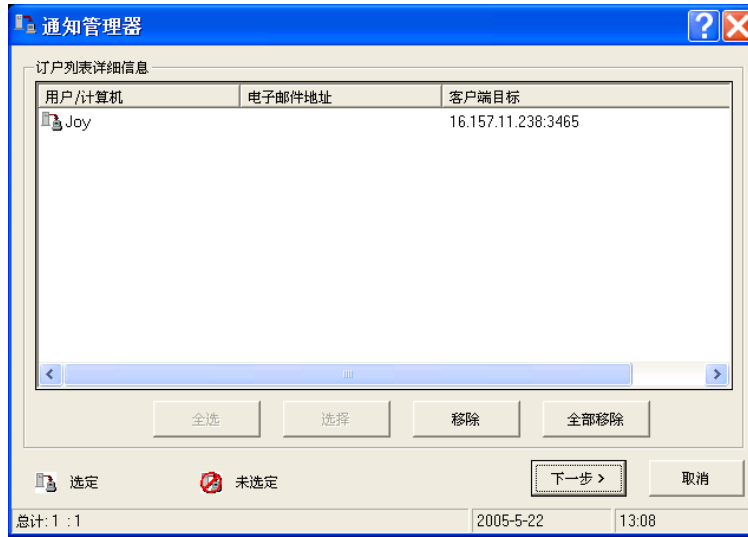 通知管理器
订户列表详细信息
用户/计算机 电子邮件地址 客户端目标
Joy 16.157.11.238:3465
全选 选择 移除 全部移除
选定 未选定 下一步 > 取消
总计: 1 : 1 2005-5-22 13:08